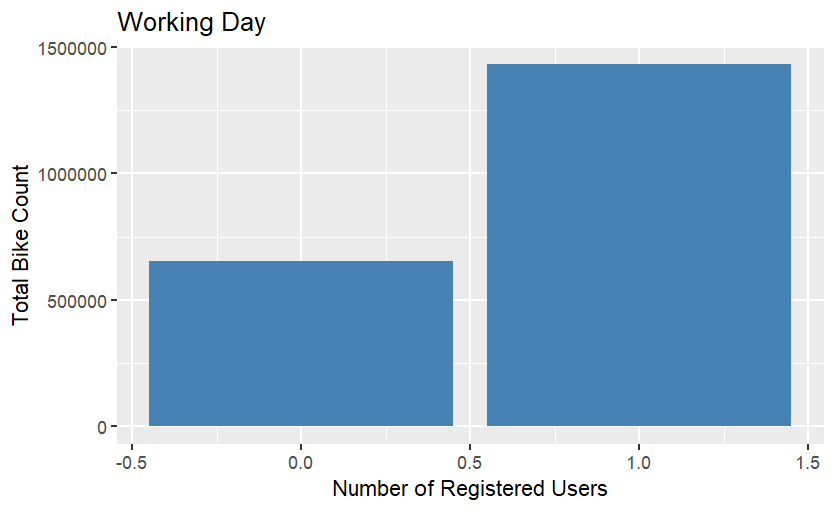 Working Day
1500000
1000000
500000
0
Total Bike Count
-0.5 0.0 0.5 1.0 1.5
Number of Registered Users